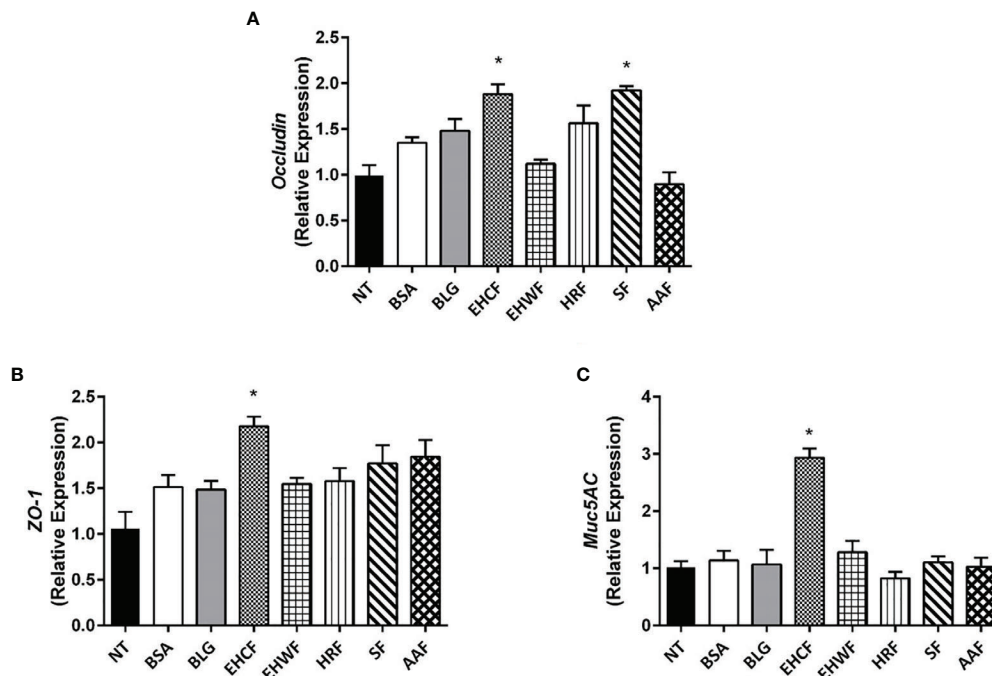 A
Occludin
(Relative Expression)
2.5
2.0
1.5
1.0
0.5
0.0
*
*
NT
BSA
BLG
EHCF
EHWF
HRF
SF
AAF
B
ZO-1
(Relative Expression)
2.5
2.0
1.5
1.0
0.5
0.0
*
NT
BSA
BLG
EHCF
EHWF
HRF
SF
AAF
C
Muc5AC
(Relative Expression)
4
3
2
1
0
*
NT
BSA
BLG
EHCF
EHWF
HRF
SF
AAF